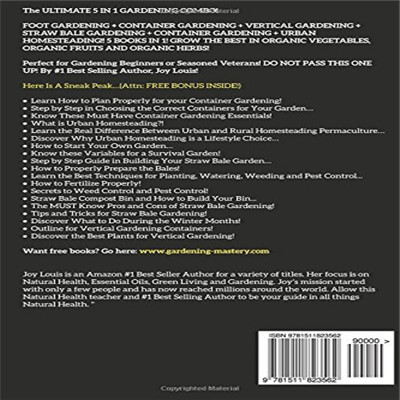 The ULTIMATE 5 IN 1 GARDENING COMBO!
FOOT GARDENING + CONTAINER GARDENING + VERTICAL GARDENING +
STRAW BALE GARDENING + CONTAINER GARDENING + URBAN
HOMESTEADING!! 5 BOOKS IN 1! GROW THE BEST IN ORGANIC VEGETABLES,
ORGANIC FRUITS AND ORGANIC HERBS!
Perfect for Gardening Beginners or Seasoned Veterans! DO NOT PASS THIS ONE
UP! By #1 Best Selling Author, Joy Louis!
Here Is A Sneak Peak...(Attn: FREE BONUS INSIDE!)
• Learn How to Plan Properly for your Container Gardening!
• Step by Step in Choosing the Correct Containers for Your Garden...
• Know These Must Have Container Gardening Essentials!
• What is Urban Homesteading?!
• Learn the Real Difference Between Urban and Rural Homesteading Permaculture...
• Discover Why Urban Homesteading is a Lifestyle Choice...
• How to Start Your Own Garden...
• Know these Variables for a Survival Garden!
• Step by Step Guide in Building Your Straw Bale Garden...
• How to Properly Prepare the Bales!
• Learn the Best Techniques for Planting, Watering, Weeding and Pest Control...
• How to Fertilize Properly!
• Secrets to Weed Control and Pest Control!
• Straw Bale Compost Bin and How to Build Your Bin...
• The MUST Know Pros and Cons of Straw Bale Gardening!
• Tips and Tricks for Straw Bale Gardening!
• Discover What to Do During the Winter Months!
• Outline for Vertical Gardening Containers!
• Discover the Best Plants for Vertical Gardening!
Want free books? Go here: www.gardening-mastery.com
Joy Louis is an Amazon #1 Best Seller Author for a variety of titles. Her focus is on
Natural Health, Essential Oils, Green Living and Gardening. Joy's mission started
with only a few people and has now reached millions around the world. Allow this
Natural Health teacher and #1 Best Selling Author to be your guide in all things
Natural Health. "
ISBN 9781511823562
90000 >
9 781511 823562
Copyrighted Material